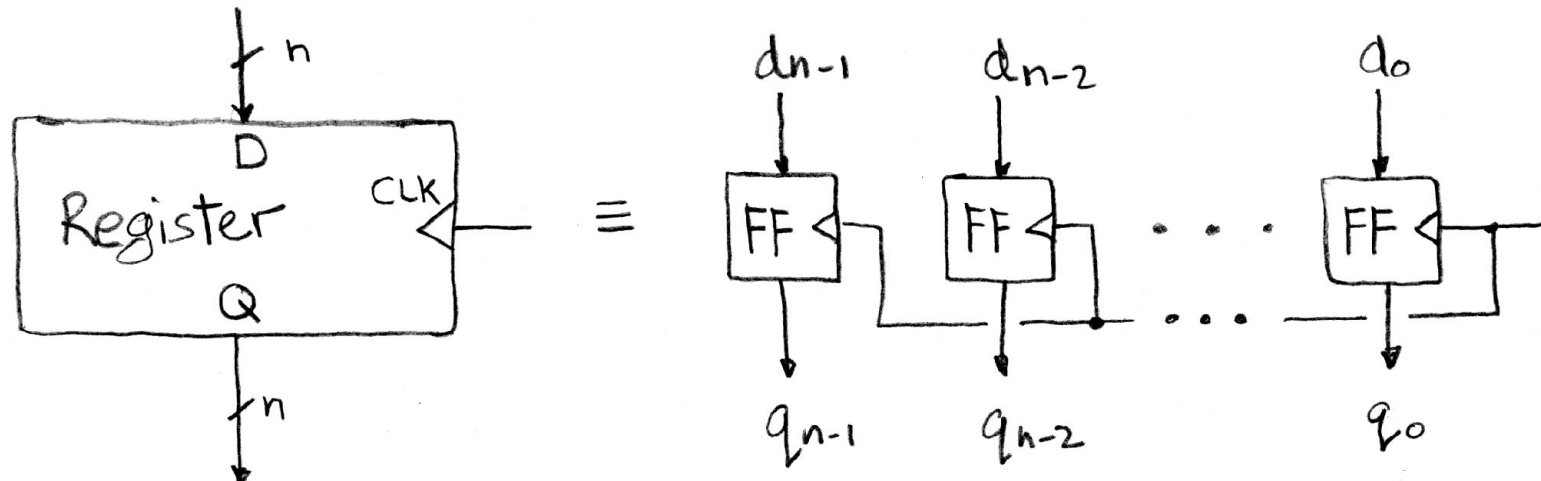 n
D
Register
CLK
Q
n
≡
dn-1 dn-2 d0
FF FF . . . FF
. . .
qn-1 qn-2 q0